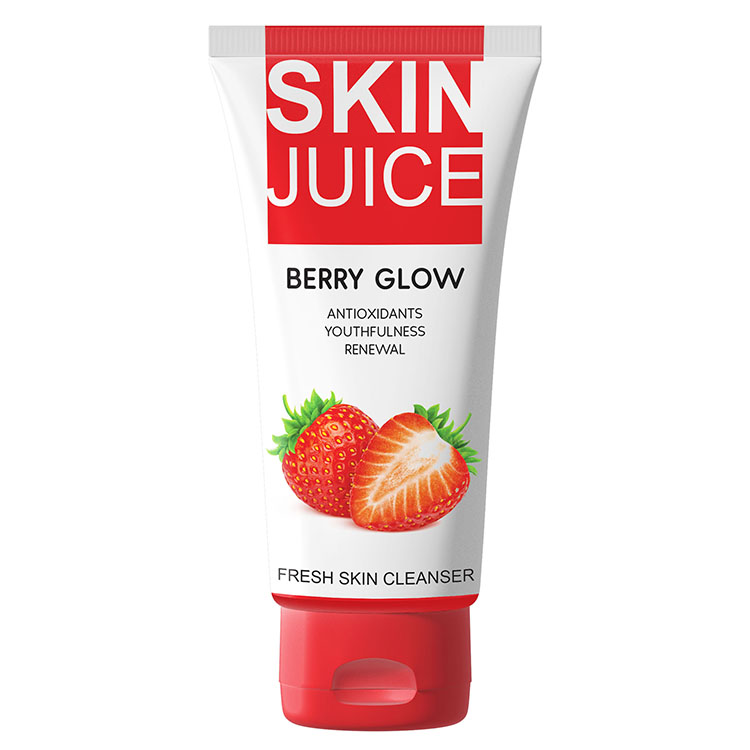 SKIN
JUICE
BERRY GLOW
ANTIOXIDANTS
YOUTHFULNESS
RENEWAL
FRESH SKIN CLEANSER